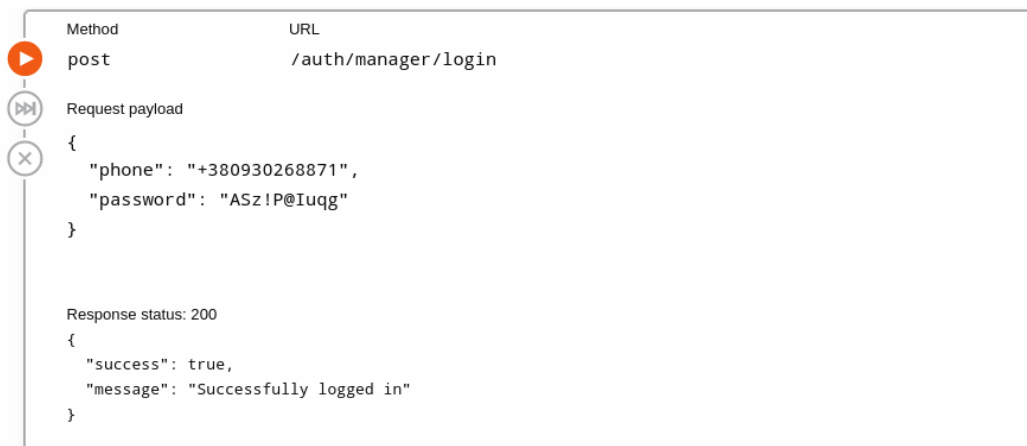 Method URL
post /auth/manager/login
Request payload
{
"phone": "+380930268871",
"password": "ASz!P@Iuqg"
}
Response status: 200
{
"success": true,
"message": "Successfully logged in"
}